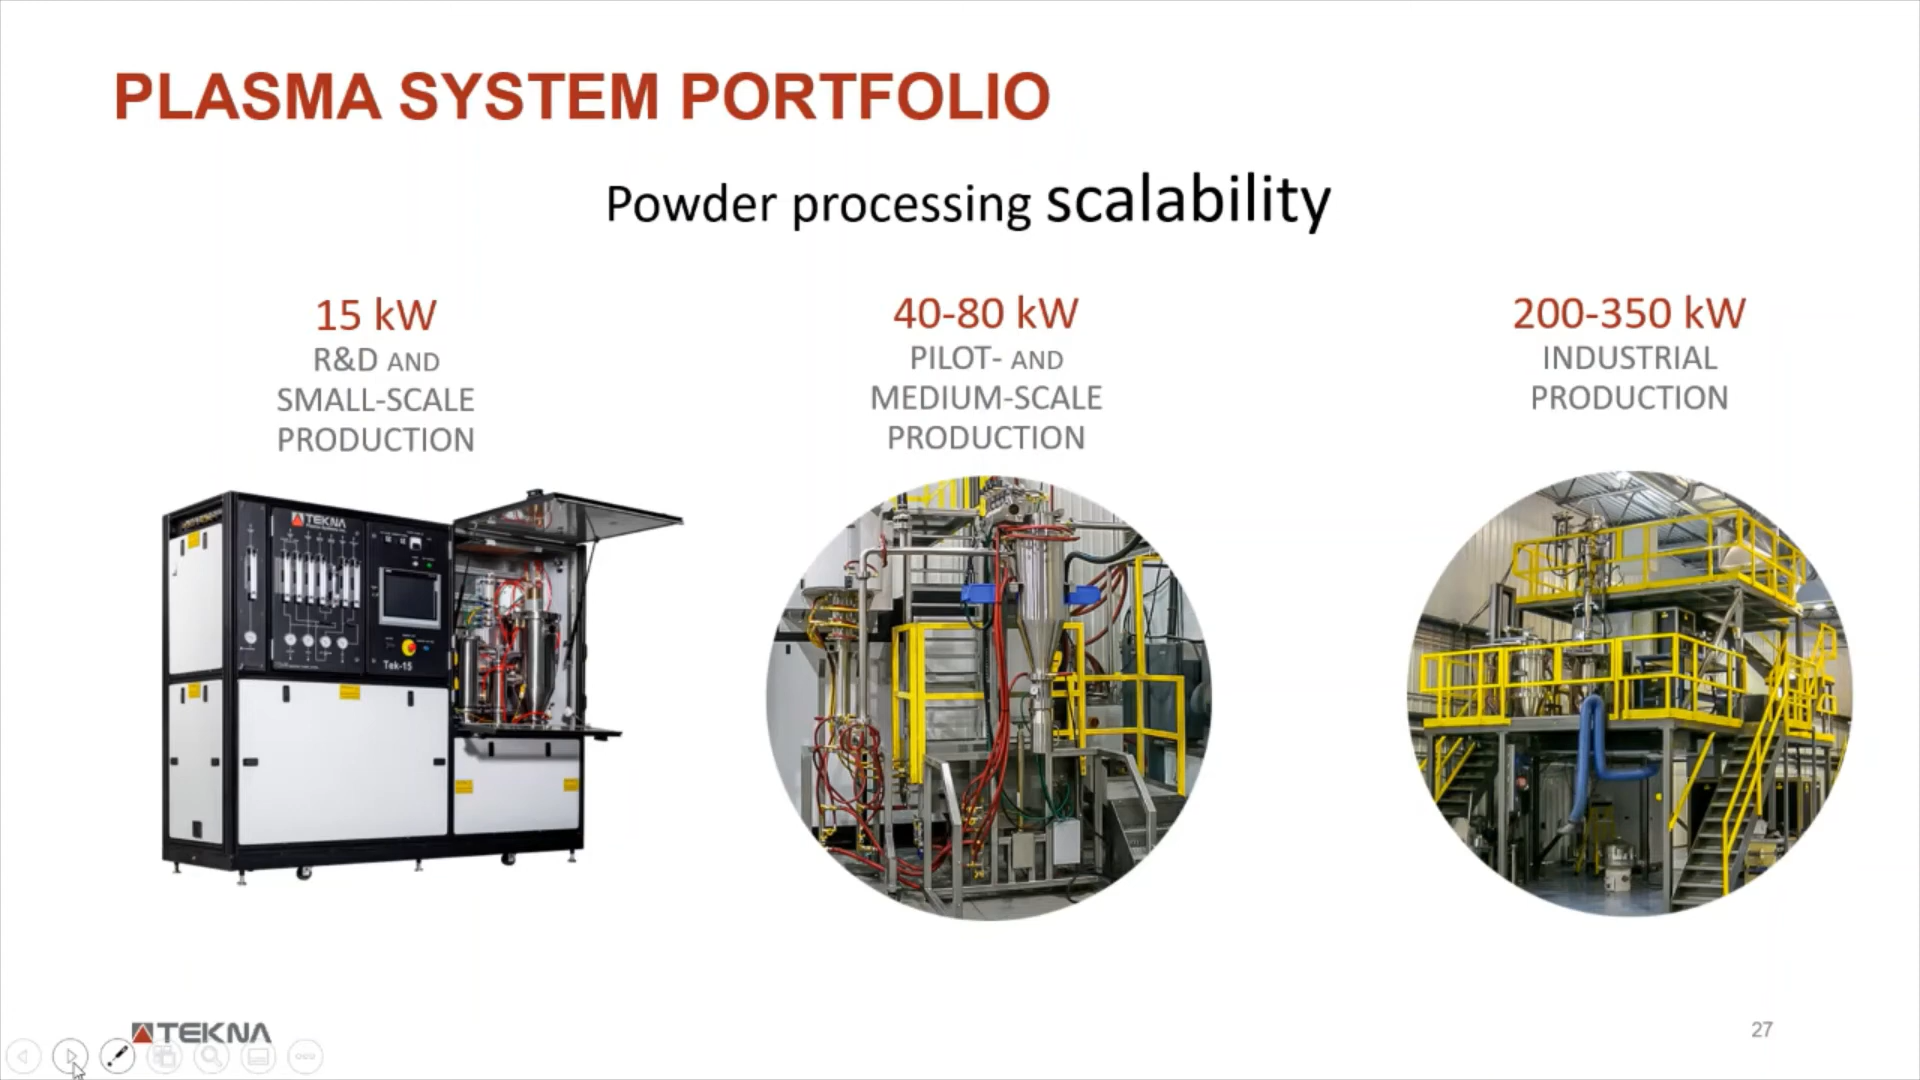 PLASMA SYSTEM PORTFOLIO
Powder processing scalability
15 kW
R&D AND
SMALL-SCALE
PRODUCTION
40-80 kW
PILOT- AND
MEDIUM-SCALE
PRODUCTION
200-350 kW
INDUSTRIAL
PRODUCTION
TEKNA
Tek-15
TEKNA
27